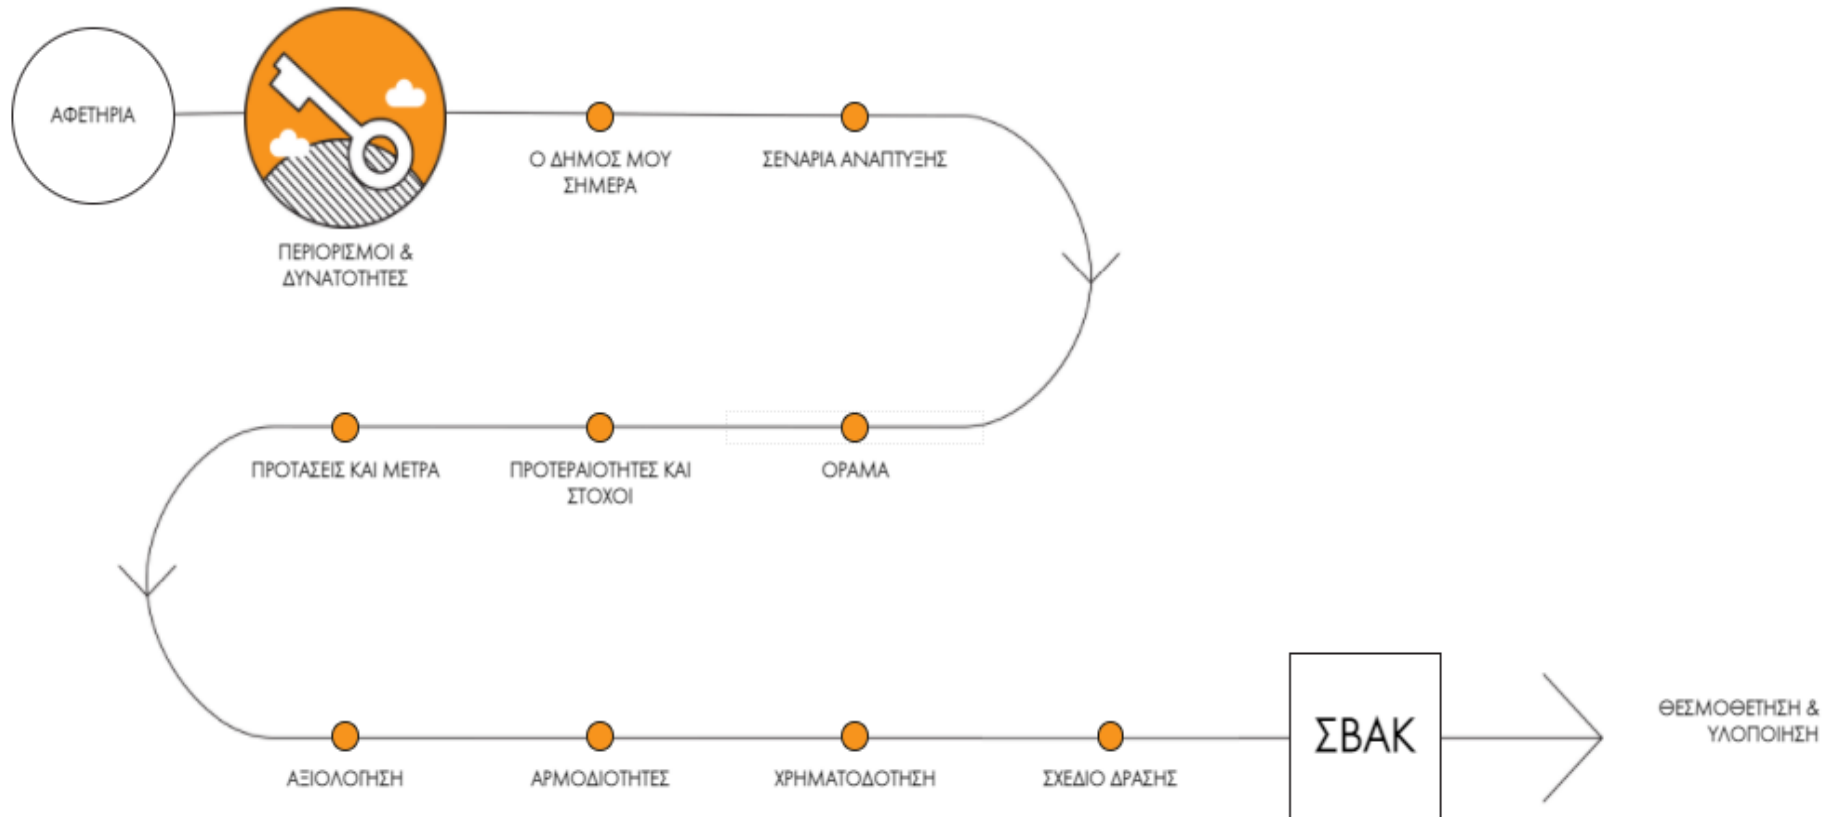 ΑΦΕΤΗΡΙΑ
ΠΕΡΙΟΡΙΣΜΟΙ &
ΔΥΝΑΤΟΤΗΤΕΣ
Ο ΔΗΜΟΣ ΜΟΥ
ΣΗΜΕΡΑ
ΣΕΝΑΡΙΑ ΑΝΑΠΤΥΞΗΣ
ΟΡΑΜΑ
ΠΡΟΤΕΡΑΙΟΤΗΤΕΣ ΚΑΙ
ΣΤΟΧΟΙ
ΠΡΟΤΑΣΕΙΣ ΚΑΙ ΜΕΤΡΑ
ΑΞΙΟΛΟΓΗΣΗ
ΑΡΜΟΔΙΟΤΗΤΕΣ
ΧΡΗΜΑΤΟΔΟΤΗΣΗ
ΣΧΕΔΙΟ ΔΡΑΣΗΣ
ΣΒΑΚ
ΘΕΣΜΟΘΕΤΗΣΗ &
ΥΛΟΠΟΙΗΣΗ